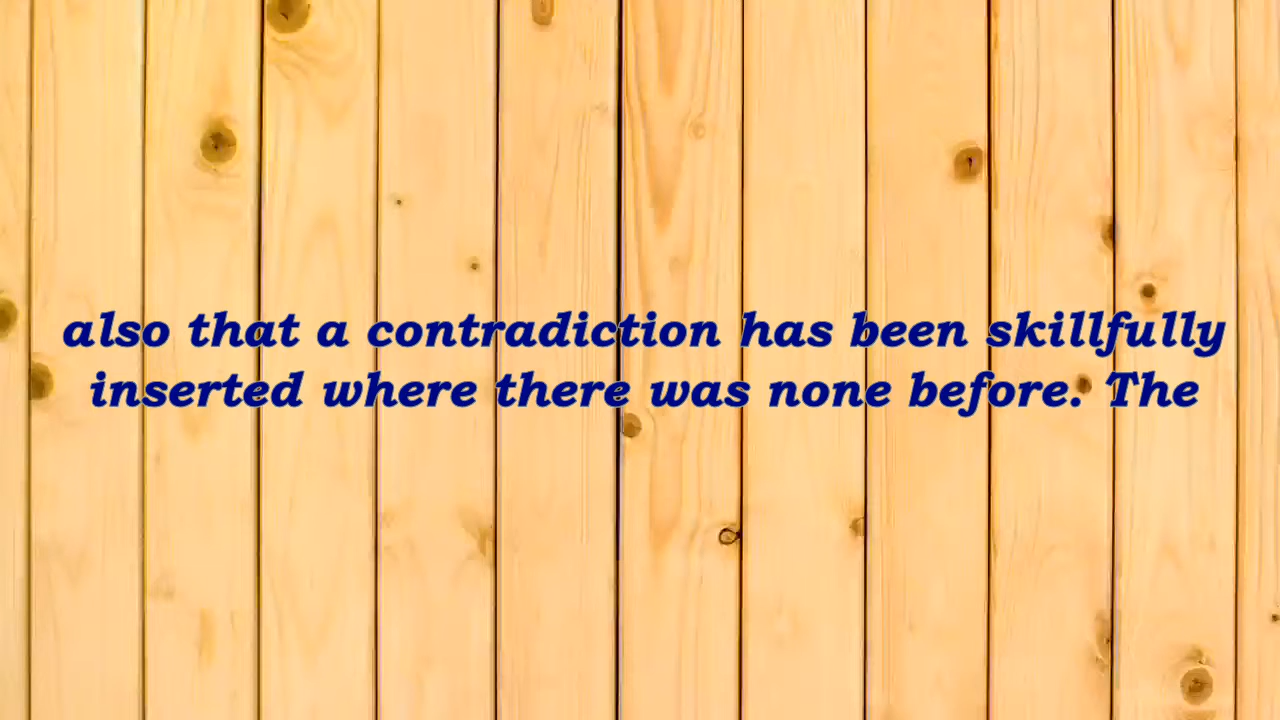 also that a contradiction has been skillfully
inserted where there was none before. The